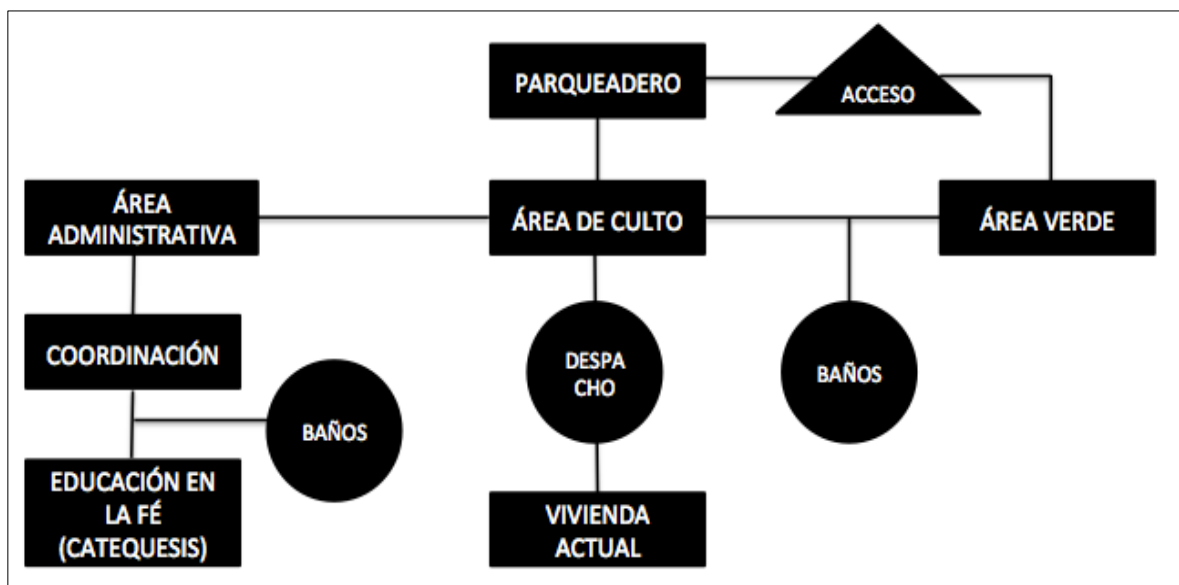 PARQUEADERO
ACCESO
ÁREA
ADMINISTRATIVA
ÁREA DE CULTO
ÁREA VERDE
COORDINACIÓN
BAÑOS
DESPA
CHO
BAÑOS
EDUCACIÓN EN
LA FÉ
(CATEQUESIS)
VIVIENDA
ACTUAL